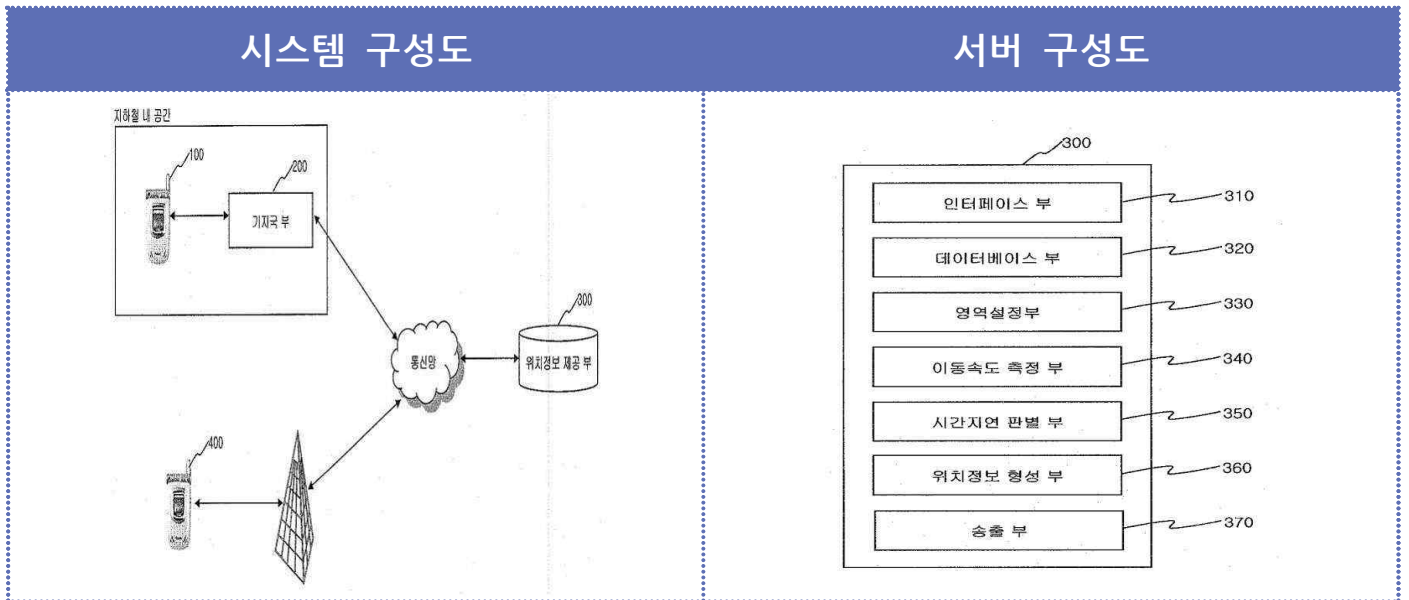 시스템 구성도
서버 구성도
지하철 내 공간
100
200
기지국 부
300
통신망
위치정보 제공 부
400
300
인터페이스 부
310
데이터베이스 부
320
영역설정부
330
이동속도 측정 부
340
시간지연 판별 부
350
위치정보 형성 부
360
송출 부
370